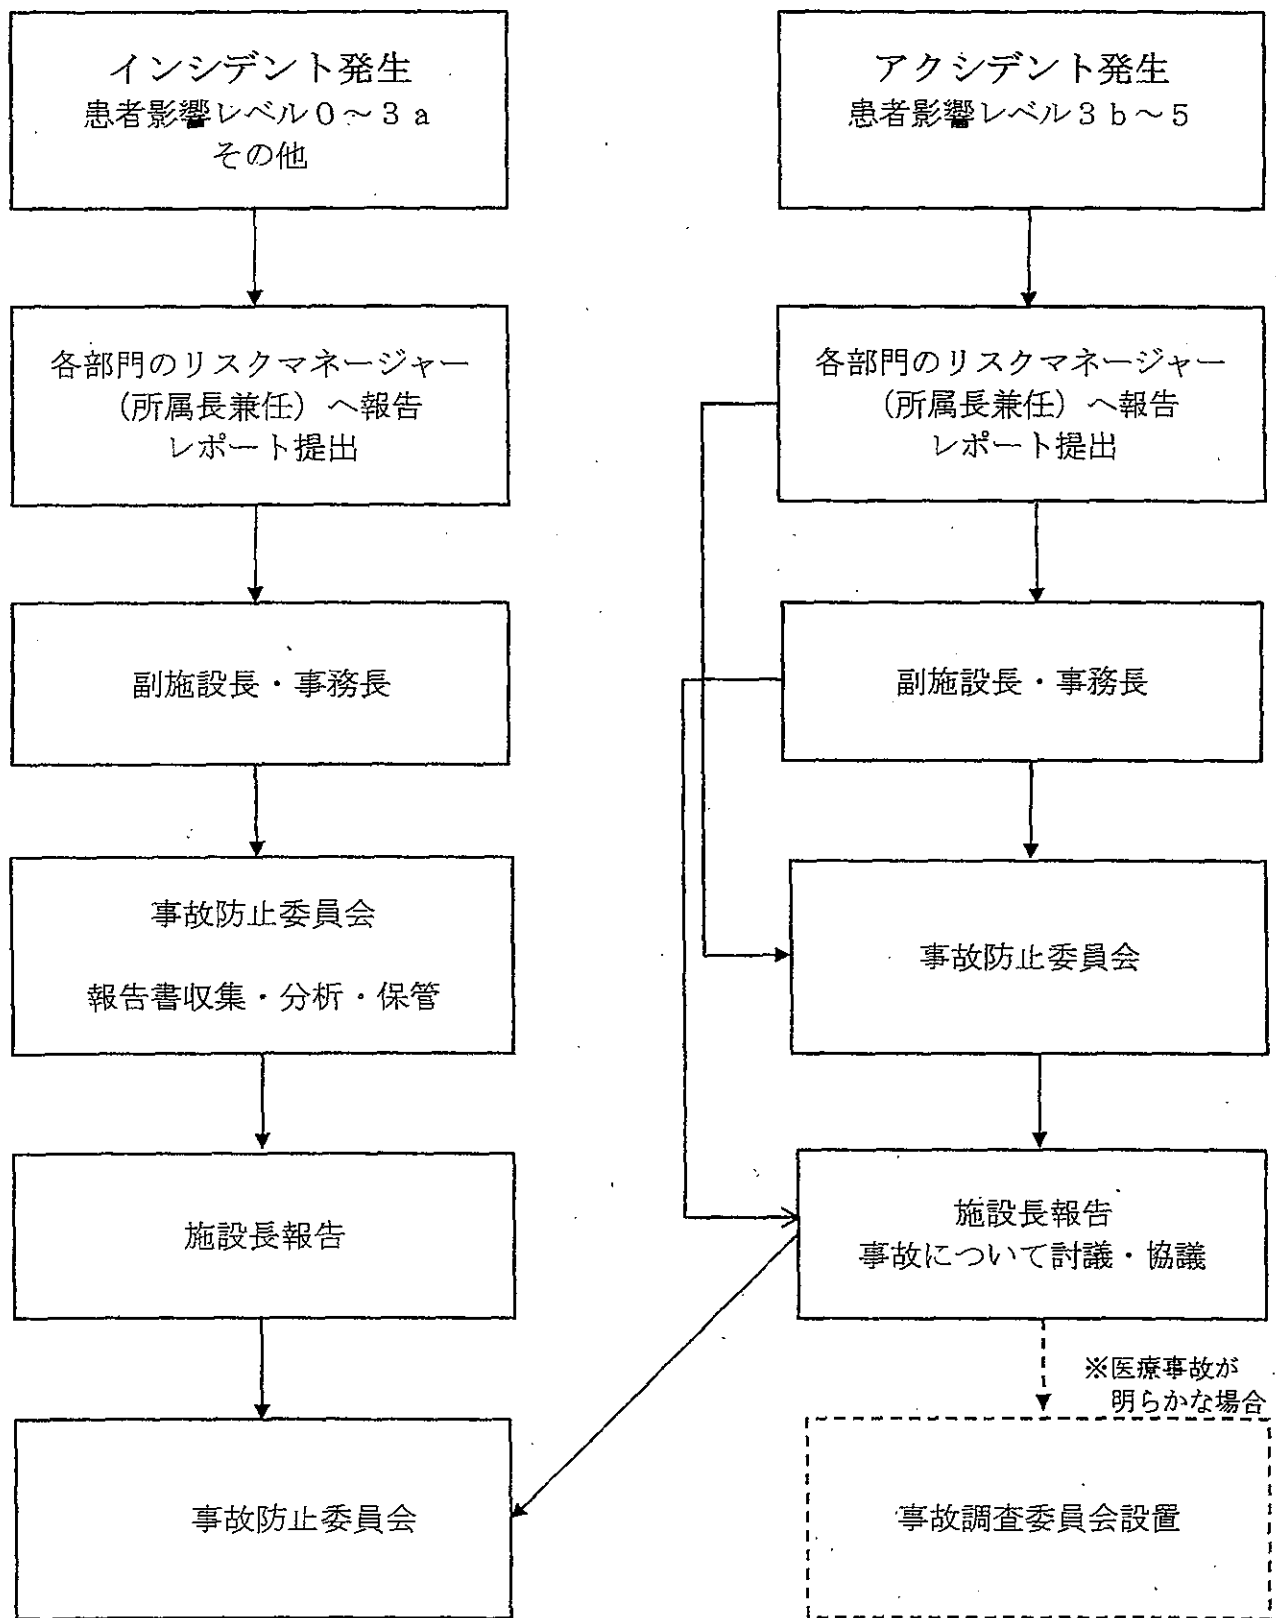 インシデント発生
患者影響レベル０～３ａ
その他
各部門のリスクマネージャー
（所属長兼任）へ報告
レポート提出
副施設長・事務長
事故防止委員会
報告書収集・分析・保管
施設長報告
事故防止委員会
アクシデント発生
患者影響レベル３ｂ～５
各部門のリスクマネージャー
（所属長兼任）へ報告
レポート提出
副施設長・事務長
事故防止委員会
施設長報告
事故について討議・協議
※医療事故が
明らかな場合
事故調査委員会設置